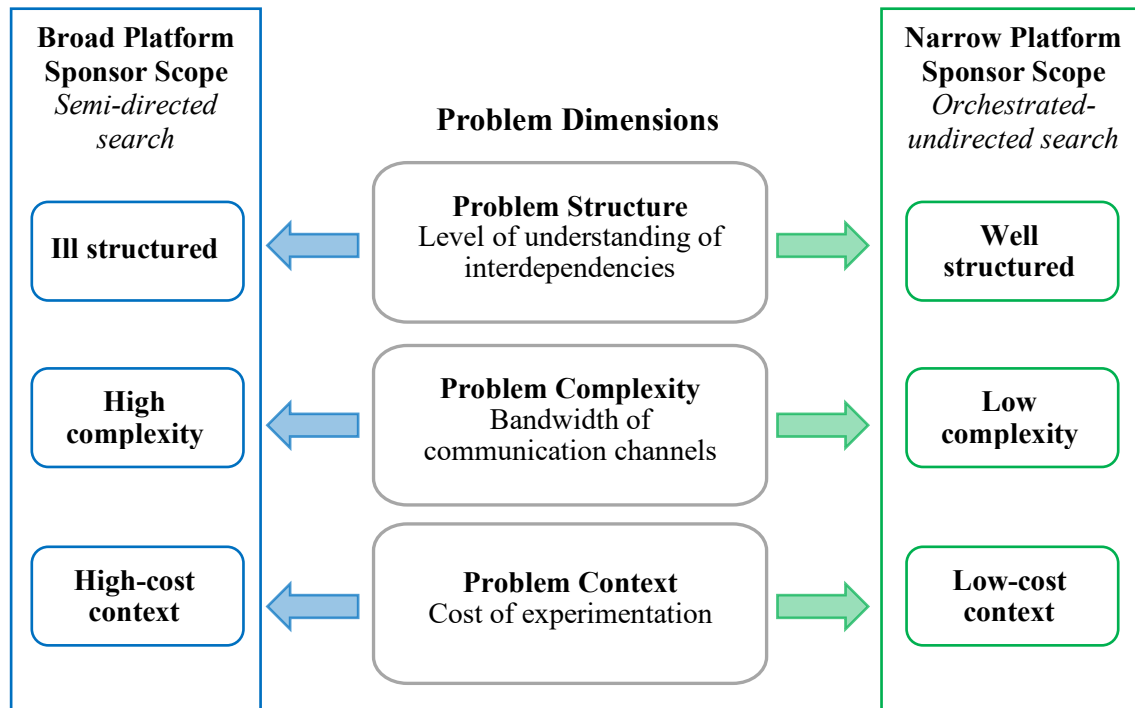 Broad Platform
Sponsor Scope
Semi-directed
search
Ill structured
High
complexity
High-cost
context
Problem Dimensions
Problem Structure
Level of understanding of
interdependencies
Problem Complexity
Bandwidth of
communication channels
Problem Context
Cost of experimentation
Narrow Platform
Sponsor Scope
Orchestrated-
undirected search
Well
structured
Low
complexity
Low-cost
context